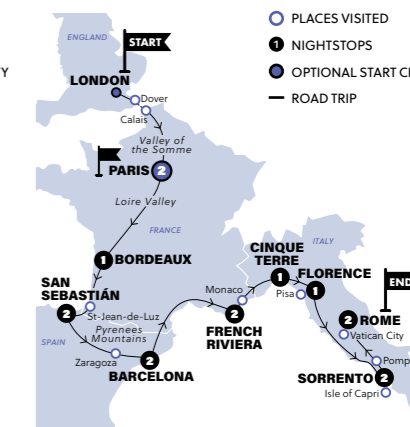 PLACES VISITED
1 NIGHTSTOPS
OPTIONAL START CI
ROAD TRIP
TY
ENGLAND
START
LONDON
Dover
Calais
Valley of
the Somme
PARIS 2
Loire Valley
FRANCE
1 BORDEAUX
SAN
SEBASTIÁN
2
St-Jean-de-Luz
Pyrenees
Mountains
SPAIN
Zaragoza
2
BARCELONA
Monaco
2
FRENCH
RIVIERA
CINQUE
TERRE
1
ITALY
Pisa
FLORENCE
1
END
2 ROME
Vatican City
Pomp
SORRENTO 2
Isle of Capri